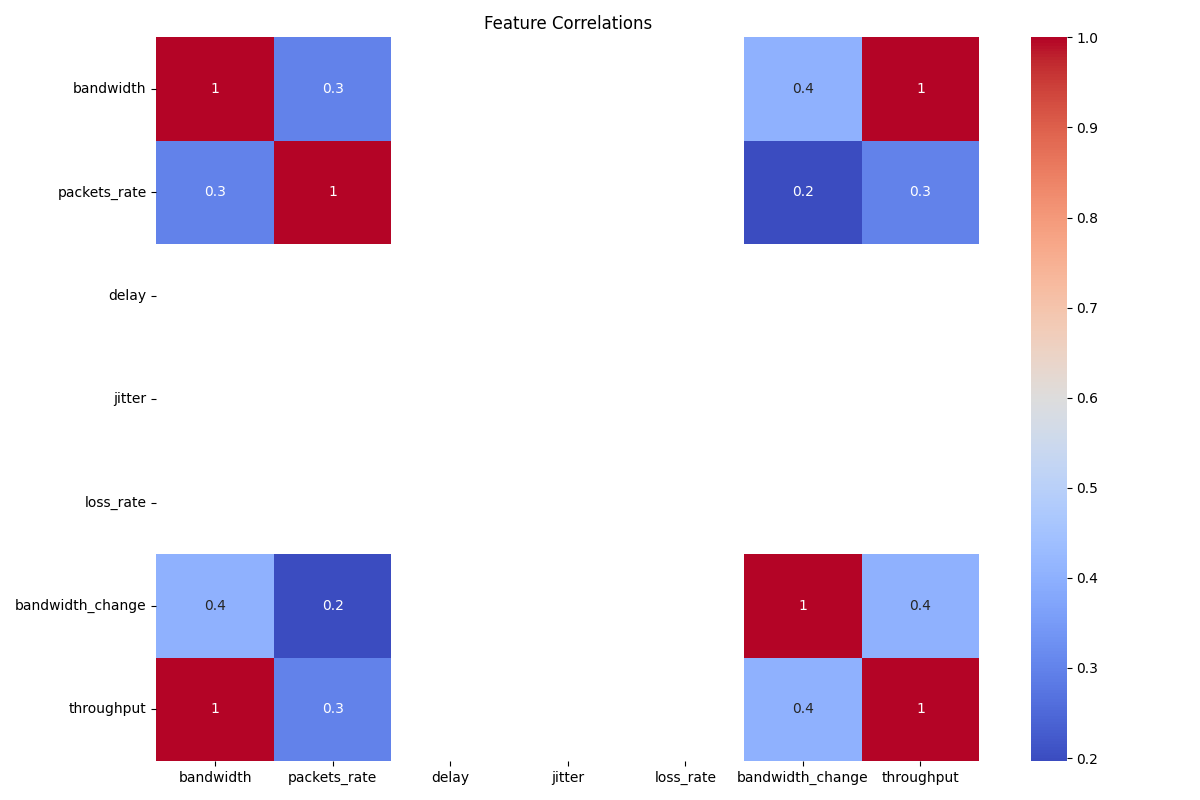 Feature Correlations
bandwidth 1 0.3 0.4 1
packets_rate 0.3 1 0.2 0.3
delay
jitter
loss_rate
bandwidth_change 0.4 0.2 1 0.4
throughput 1 0.3 0.4 1
bandwidth packets_rate delay jitter loss_rate bandwidth_change throughput
1.0
0.9
0.8
0.7
0.6
0.5
0.4
0.3
0.2